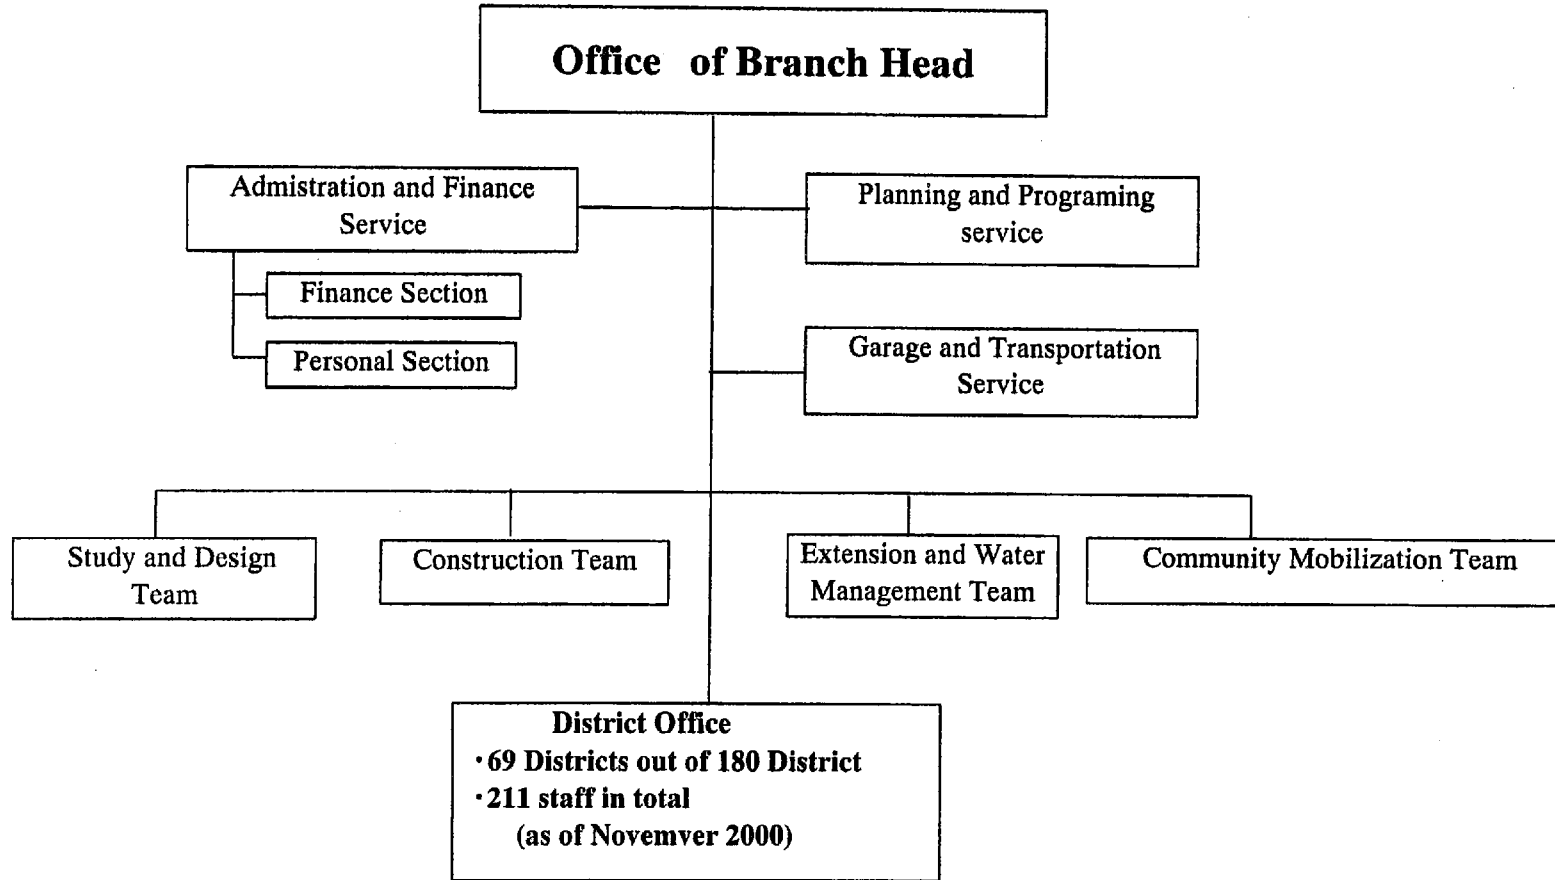 Office of Branch Head
Admistration and Finance
Service
Planning and Programing
service
Finance Section
Personal Section
Garage and Transportation
Service
Study and Design
Team
Construction Team
Extension and Water
Management Team
Community Mobilization Team
District Office
・69 Districts out of 180 District
・211 staff in total
(as of Novemver 2000)